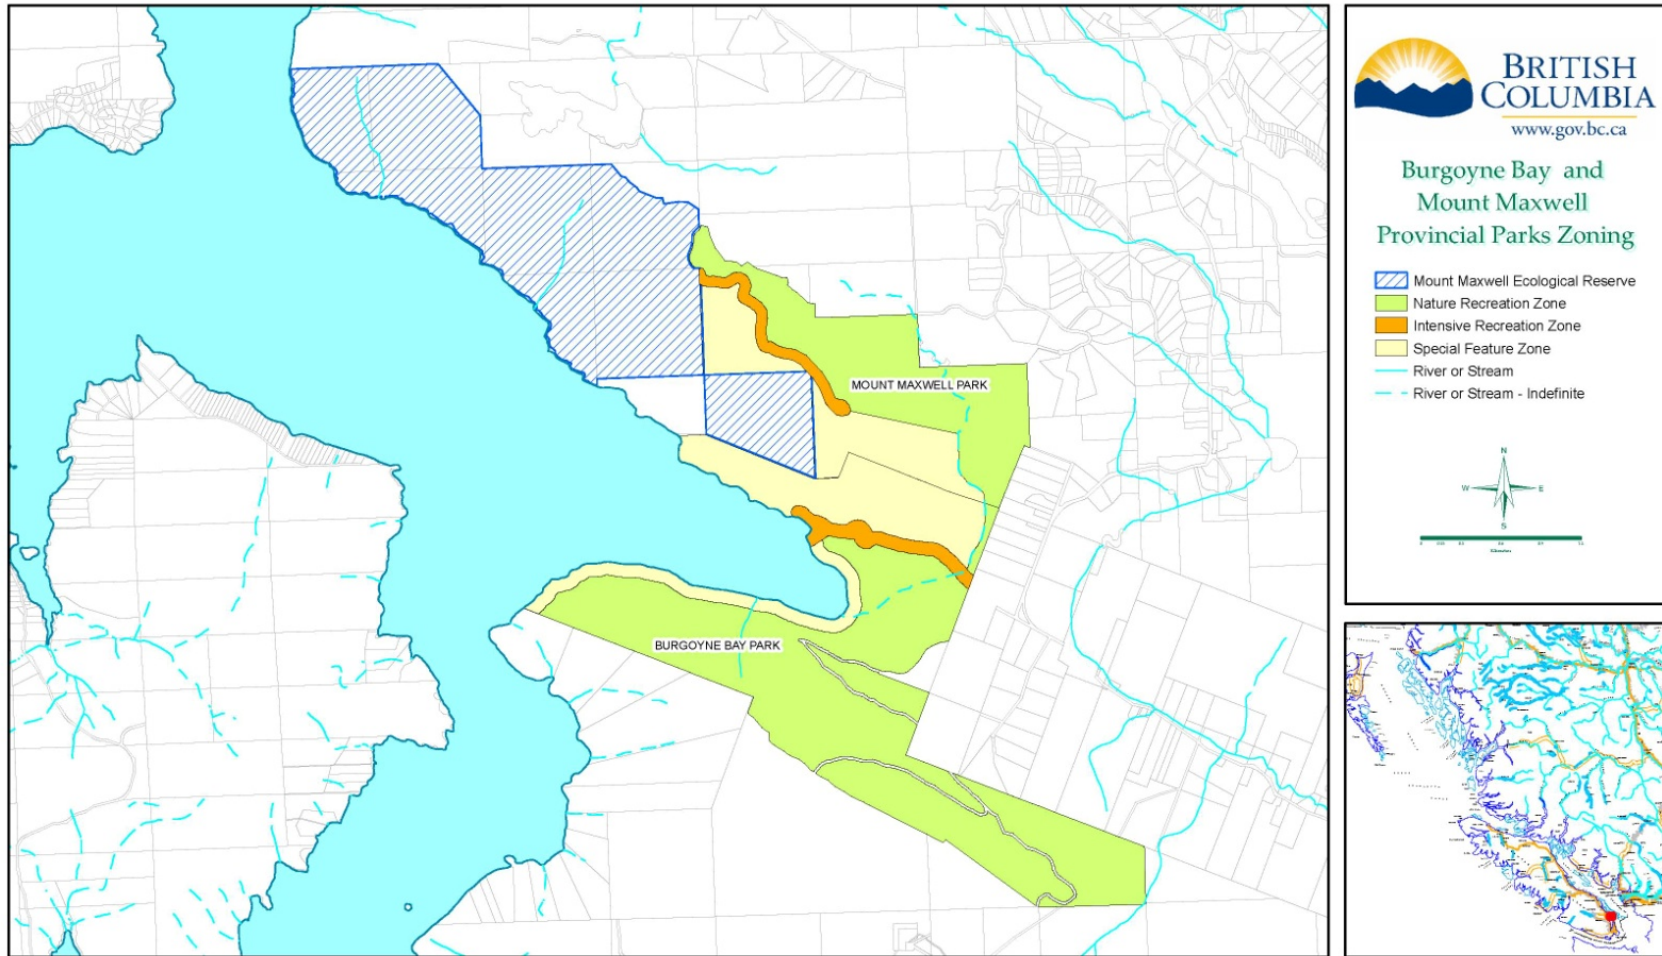 MOUNT MAXWELL PARK
BURGOYNE BAY PARK
BRITISH
COLUMBIA
www.gov.bc.ca
Burgoyne Bay and
Mount Maxwell
Provincial Parks Zoning
Mount Maxwell Ecological Reserve
Nature Recreation Zone
Intensive Recreation Zone
Special Feature Zone
River or Stream
River or Stream - Indefinite
N
W E
S